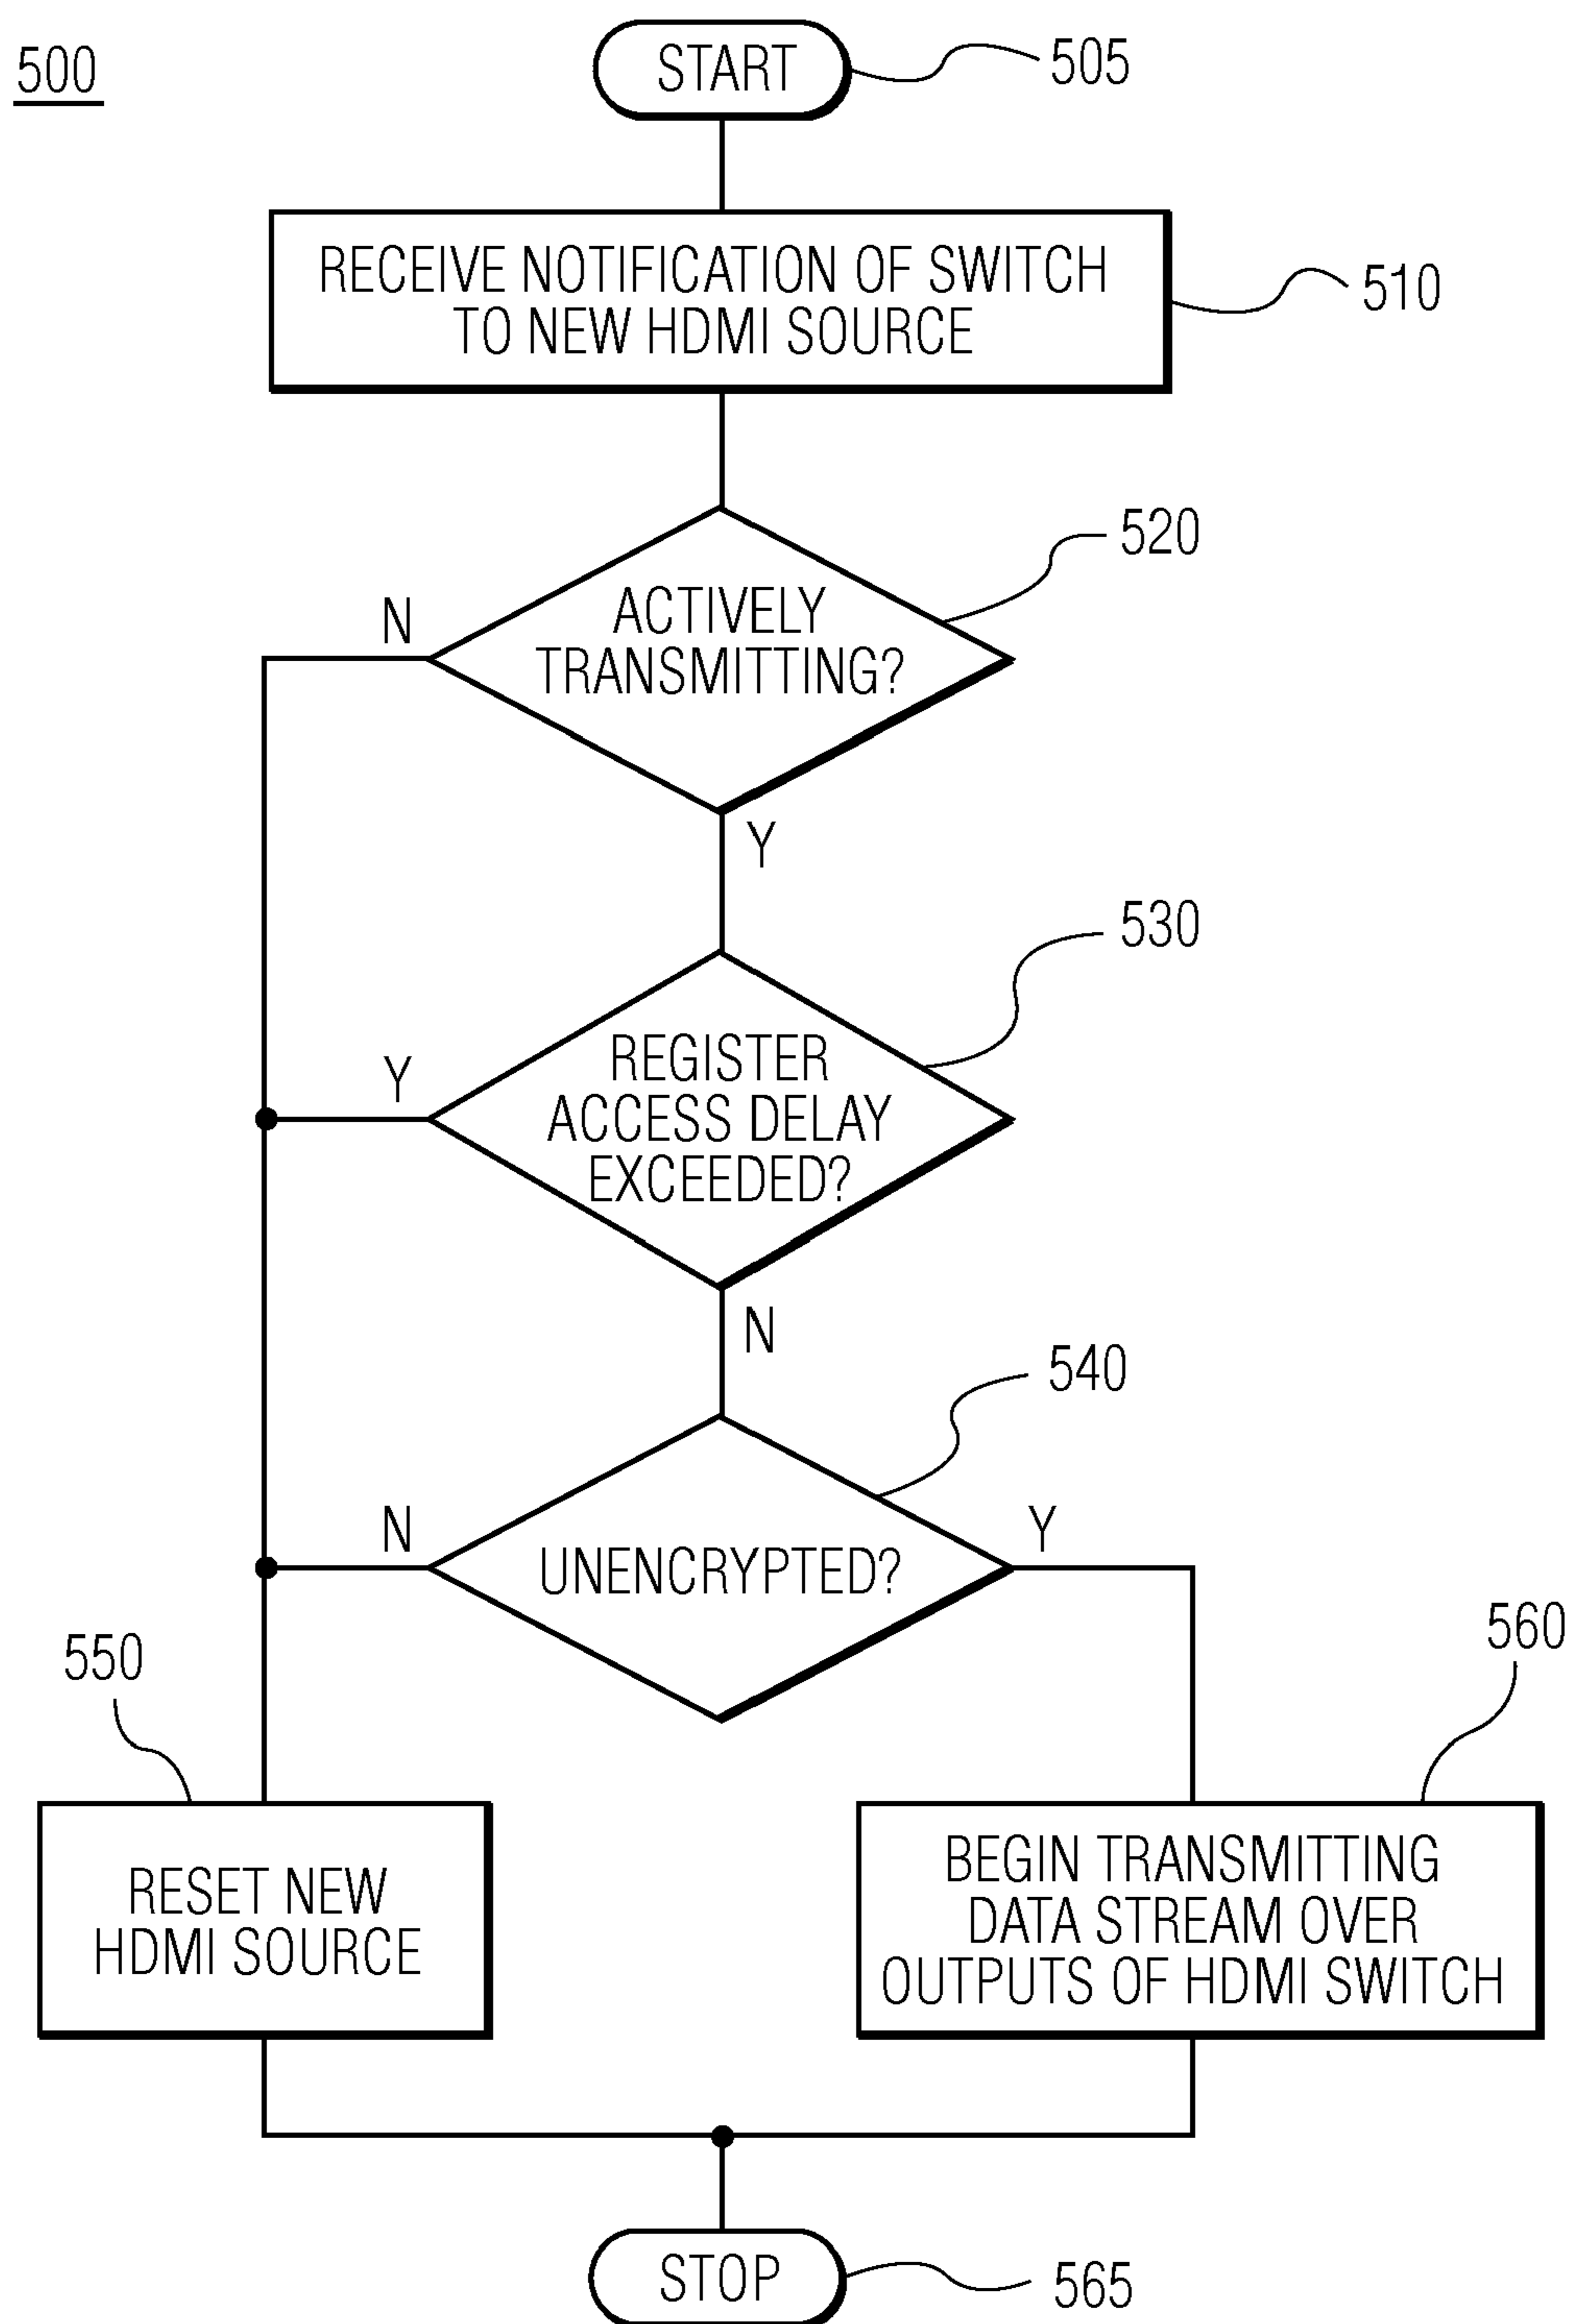 500
START
505
RECEIVE NOTIFICATION OF SWITCH
TO NEW HDMI SOURCE
510
520
ACTIVELY
TRANSMITTING?
N
Y
530
REGISTER
ACCESS DELAY
EXCEEDED?
Y
N
540
UNENCRYPTED?
N
Y
550
560
RESET NEW
HDMI SOURCE
BEGIN TRANSMITTING
DATA STREAM OVER
OUTPUTS OF HDMI SWITCH
STOP
565